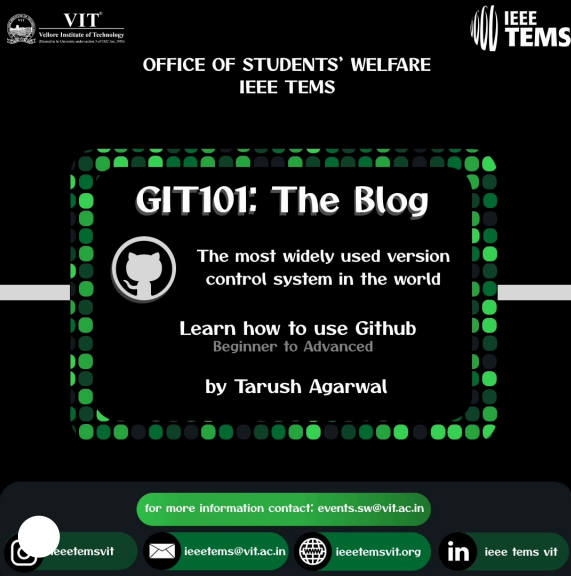 VIT®
Vellore Institute of Technology
(Deemed to be University under section 3 of UGC Act, 1956)
IEEE
TEMS
OFFICE OF STUDENTS' WELFARE
IEEE TEMS
GIT101: The Blog
The most widely used version
control system in the world
Learn how to use Github
Beginner to Advanced
by Tarush Agarwal
for more information contact: events.sw@vit.ac.in
ieeetemsvit
ieeetems@vit.ac.in
ieeetemsvit.org
ieee tems vit